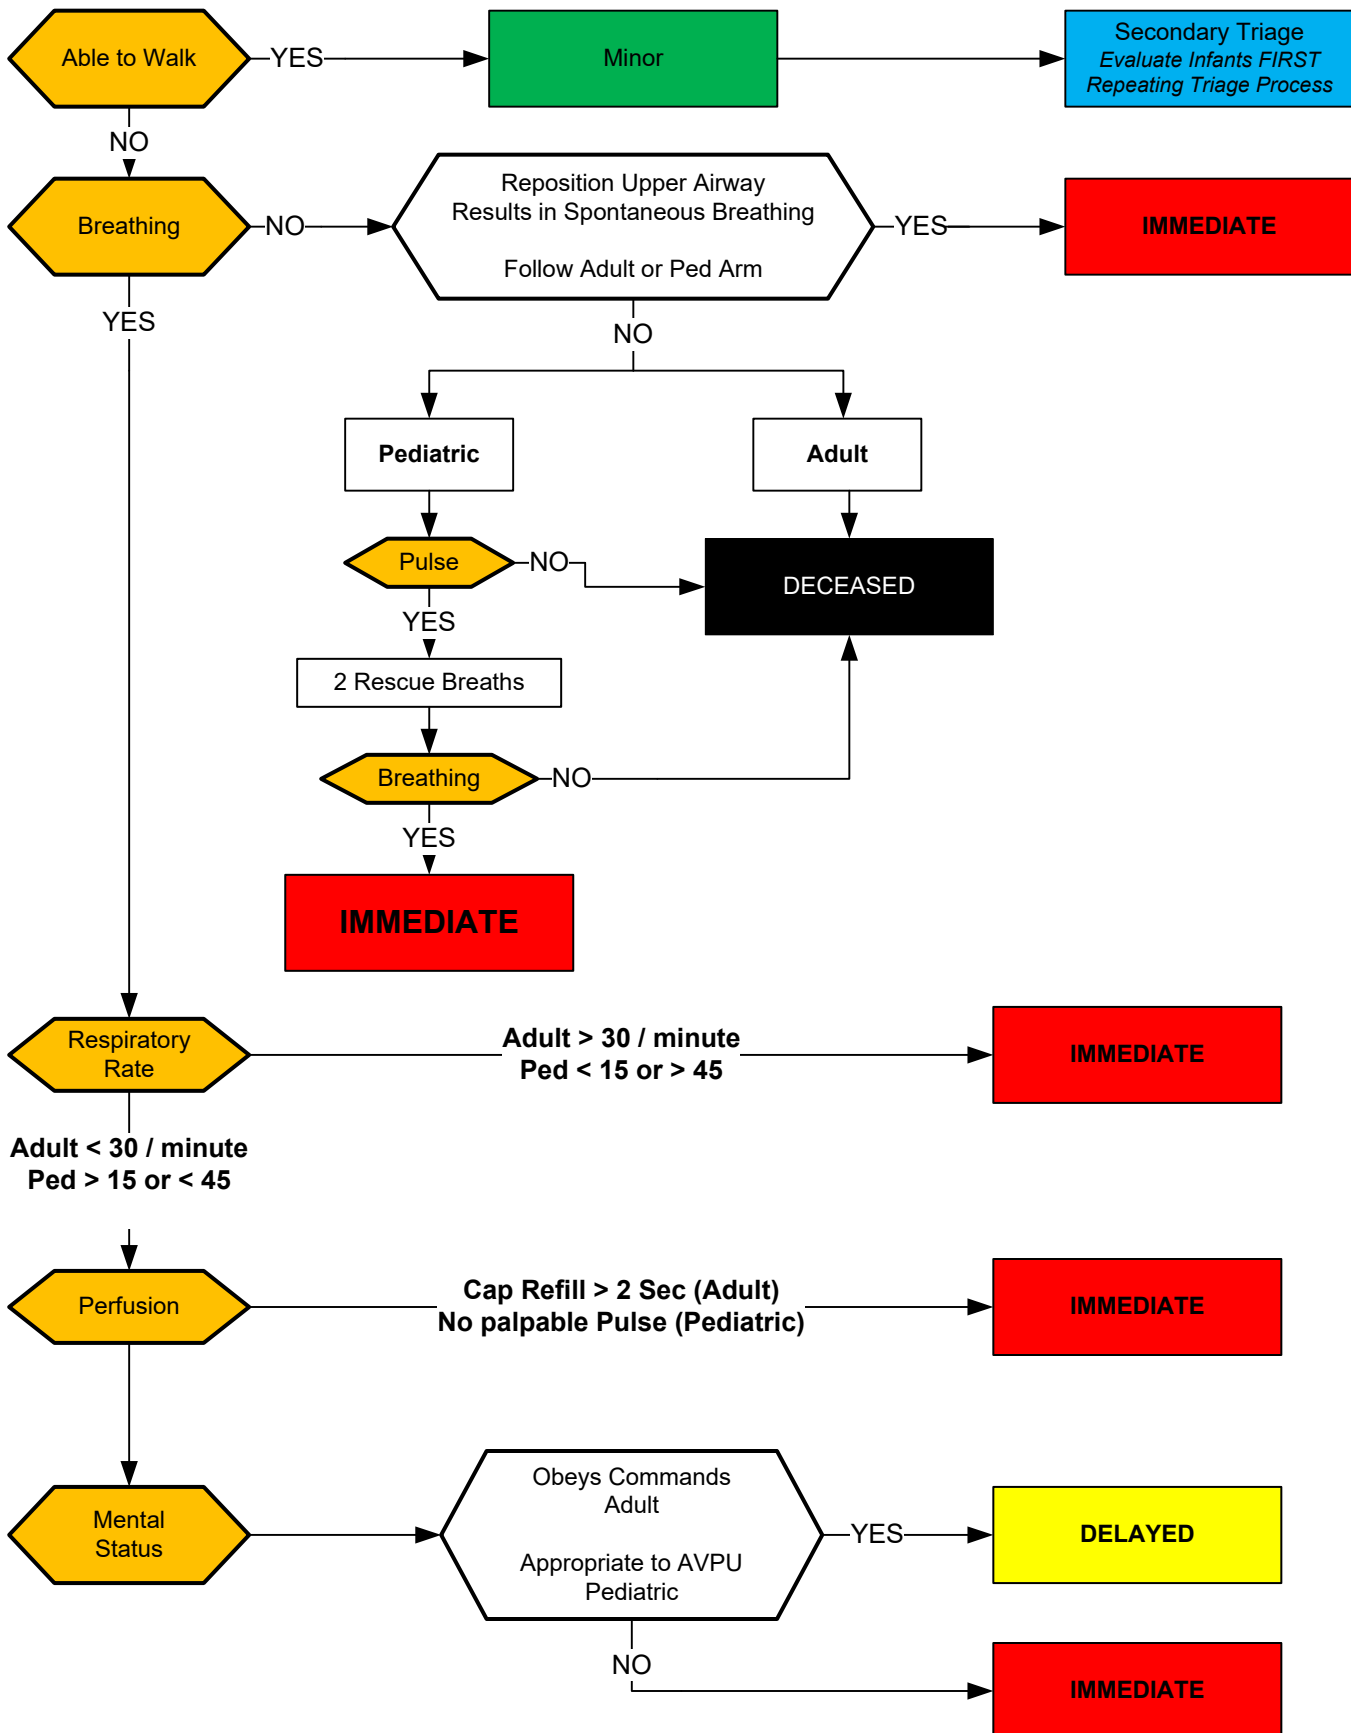 Able to Walk
YES
Minor
Secondary Triage
Evaluate Infants FIRST
Repeating Triage Process
NO
Breathing
NO
Reposition Upper Airway
Results in Spontaneous Breathing
Follow Adult or Ped Arm
YES
IMMEDIATE
YES
NO
Pediatric
Adult
Pulse
NO
DECEASED
YES
2 Rescue Breaths
Breathing
NO
YES
IMMEDIATE
Respiratory
Rate
Adult > 30 / minute
Ped < 15 or > 45
IMMEDIATE
Adult < 30 / minute
Ped > 15 or < 45
Perfusion
Cap Refill > 2 Sec (Adult)
No palpable Pulse (Pediatric)
IMMEDIATE
Mental
Status
Obeys Commands
Adult
Appropriate to AVPU
Pediatric
YES
DELAYED
NO
IMMEDIATE